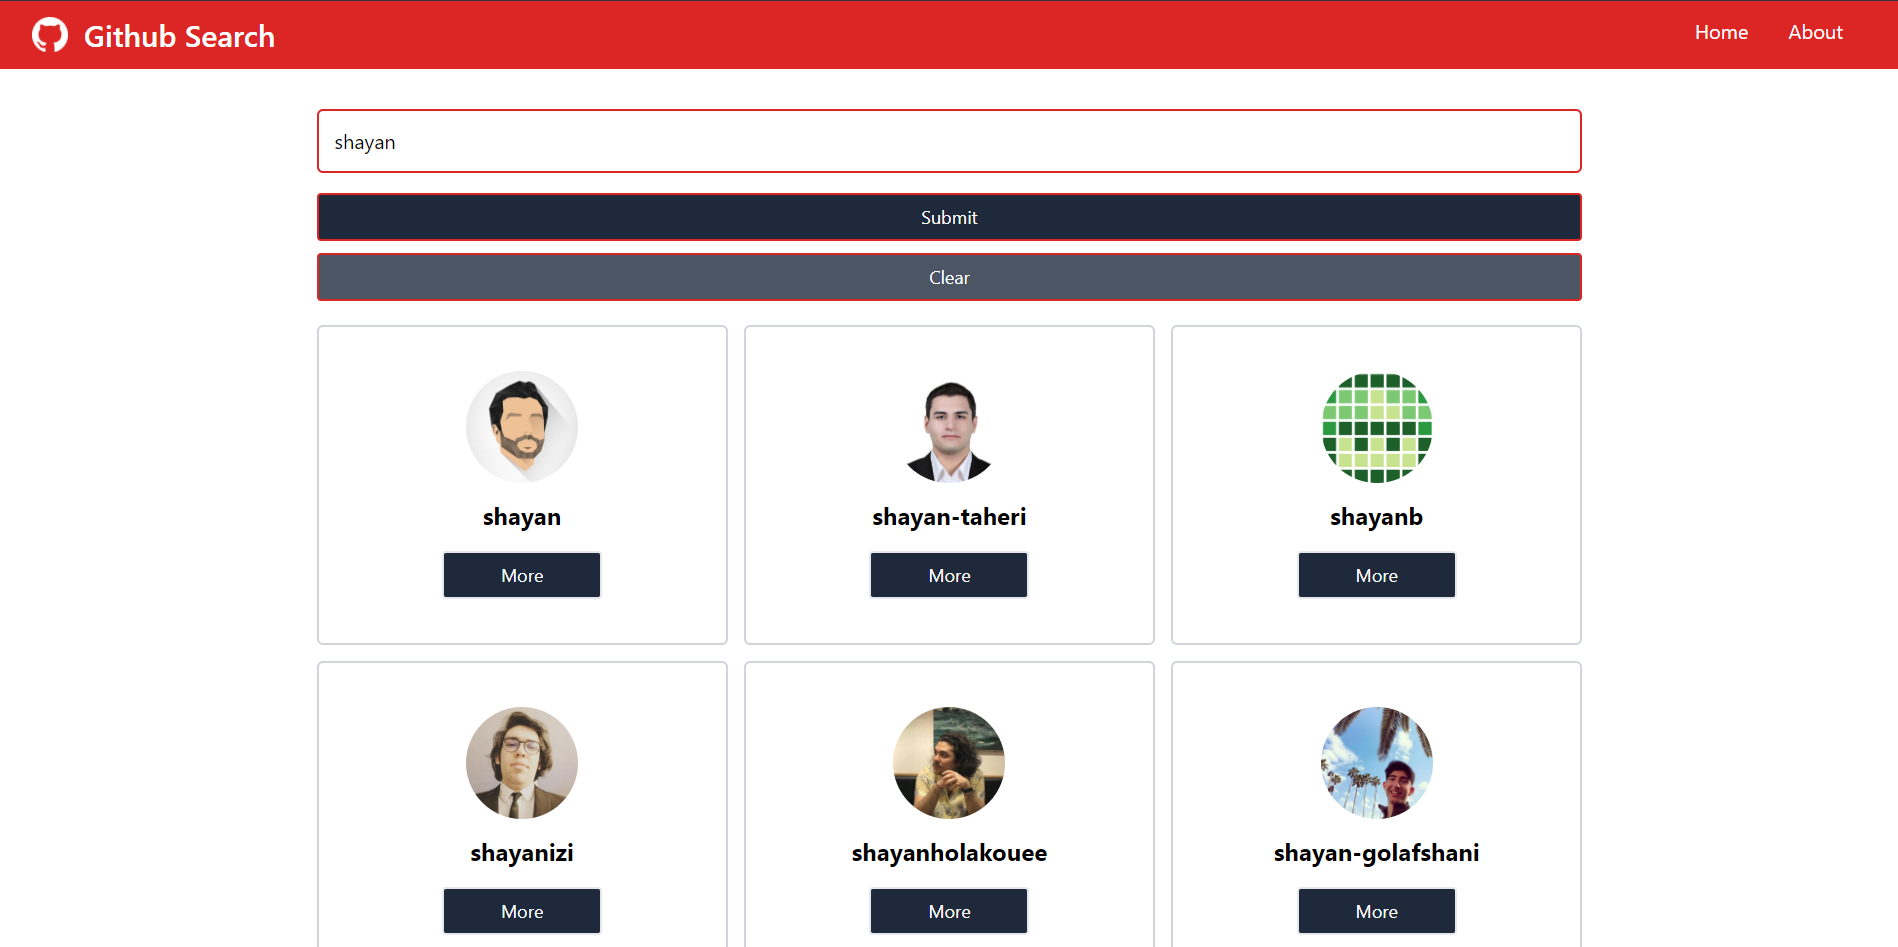 Github Search
Home About
shayan
Submit
Clear
shayan shayan-taheri shayanb
More More More
shayanizi shayanholakouee shayan-golafshani
More More More